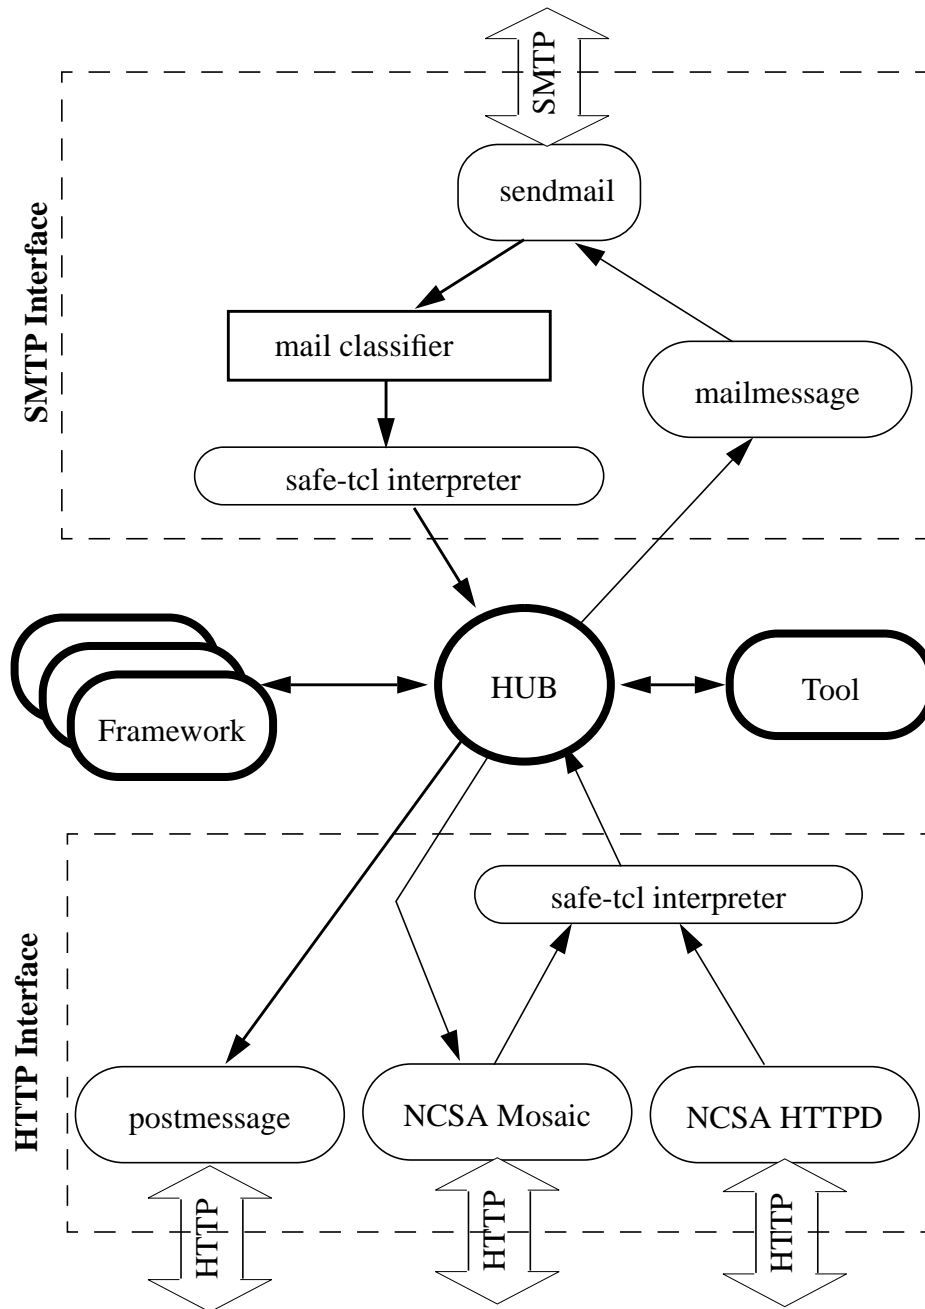 SMTP
sendmail
SMTP Interface
mail classifier
mailmessage
safe-tcl interpreter
HUB
Framework
Tool
safe-tcl interpreter
HTTP Interface
postmessage
NCSA Mosaic
NCSA HTTPD
HTTP
HTTP
HTTP